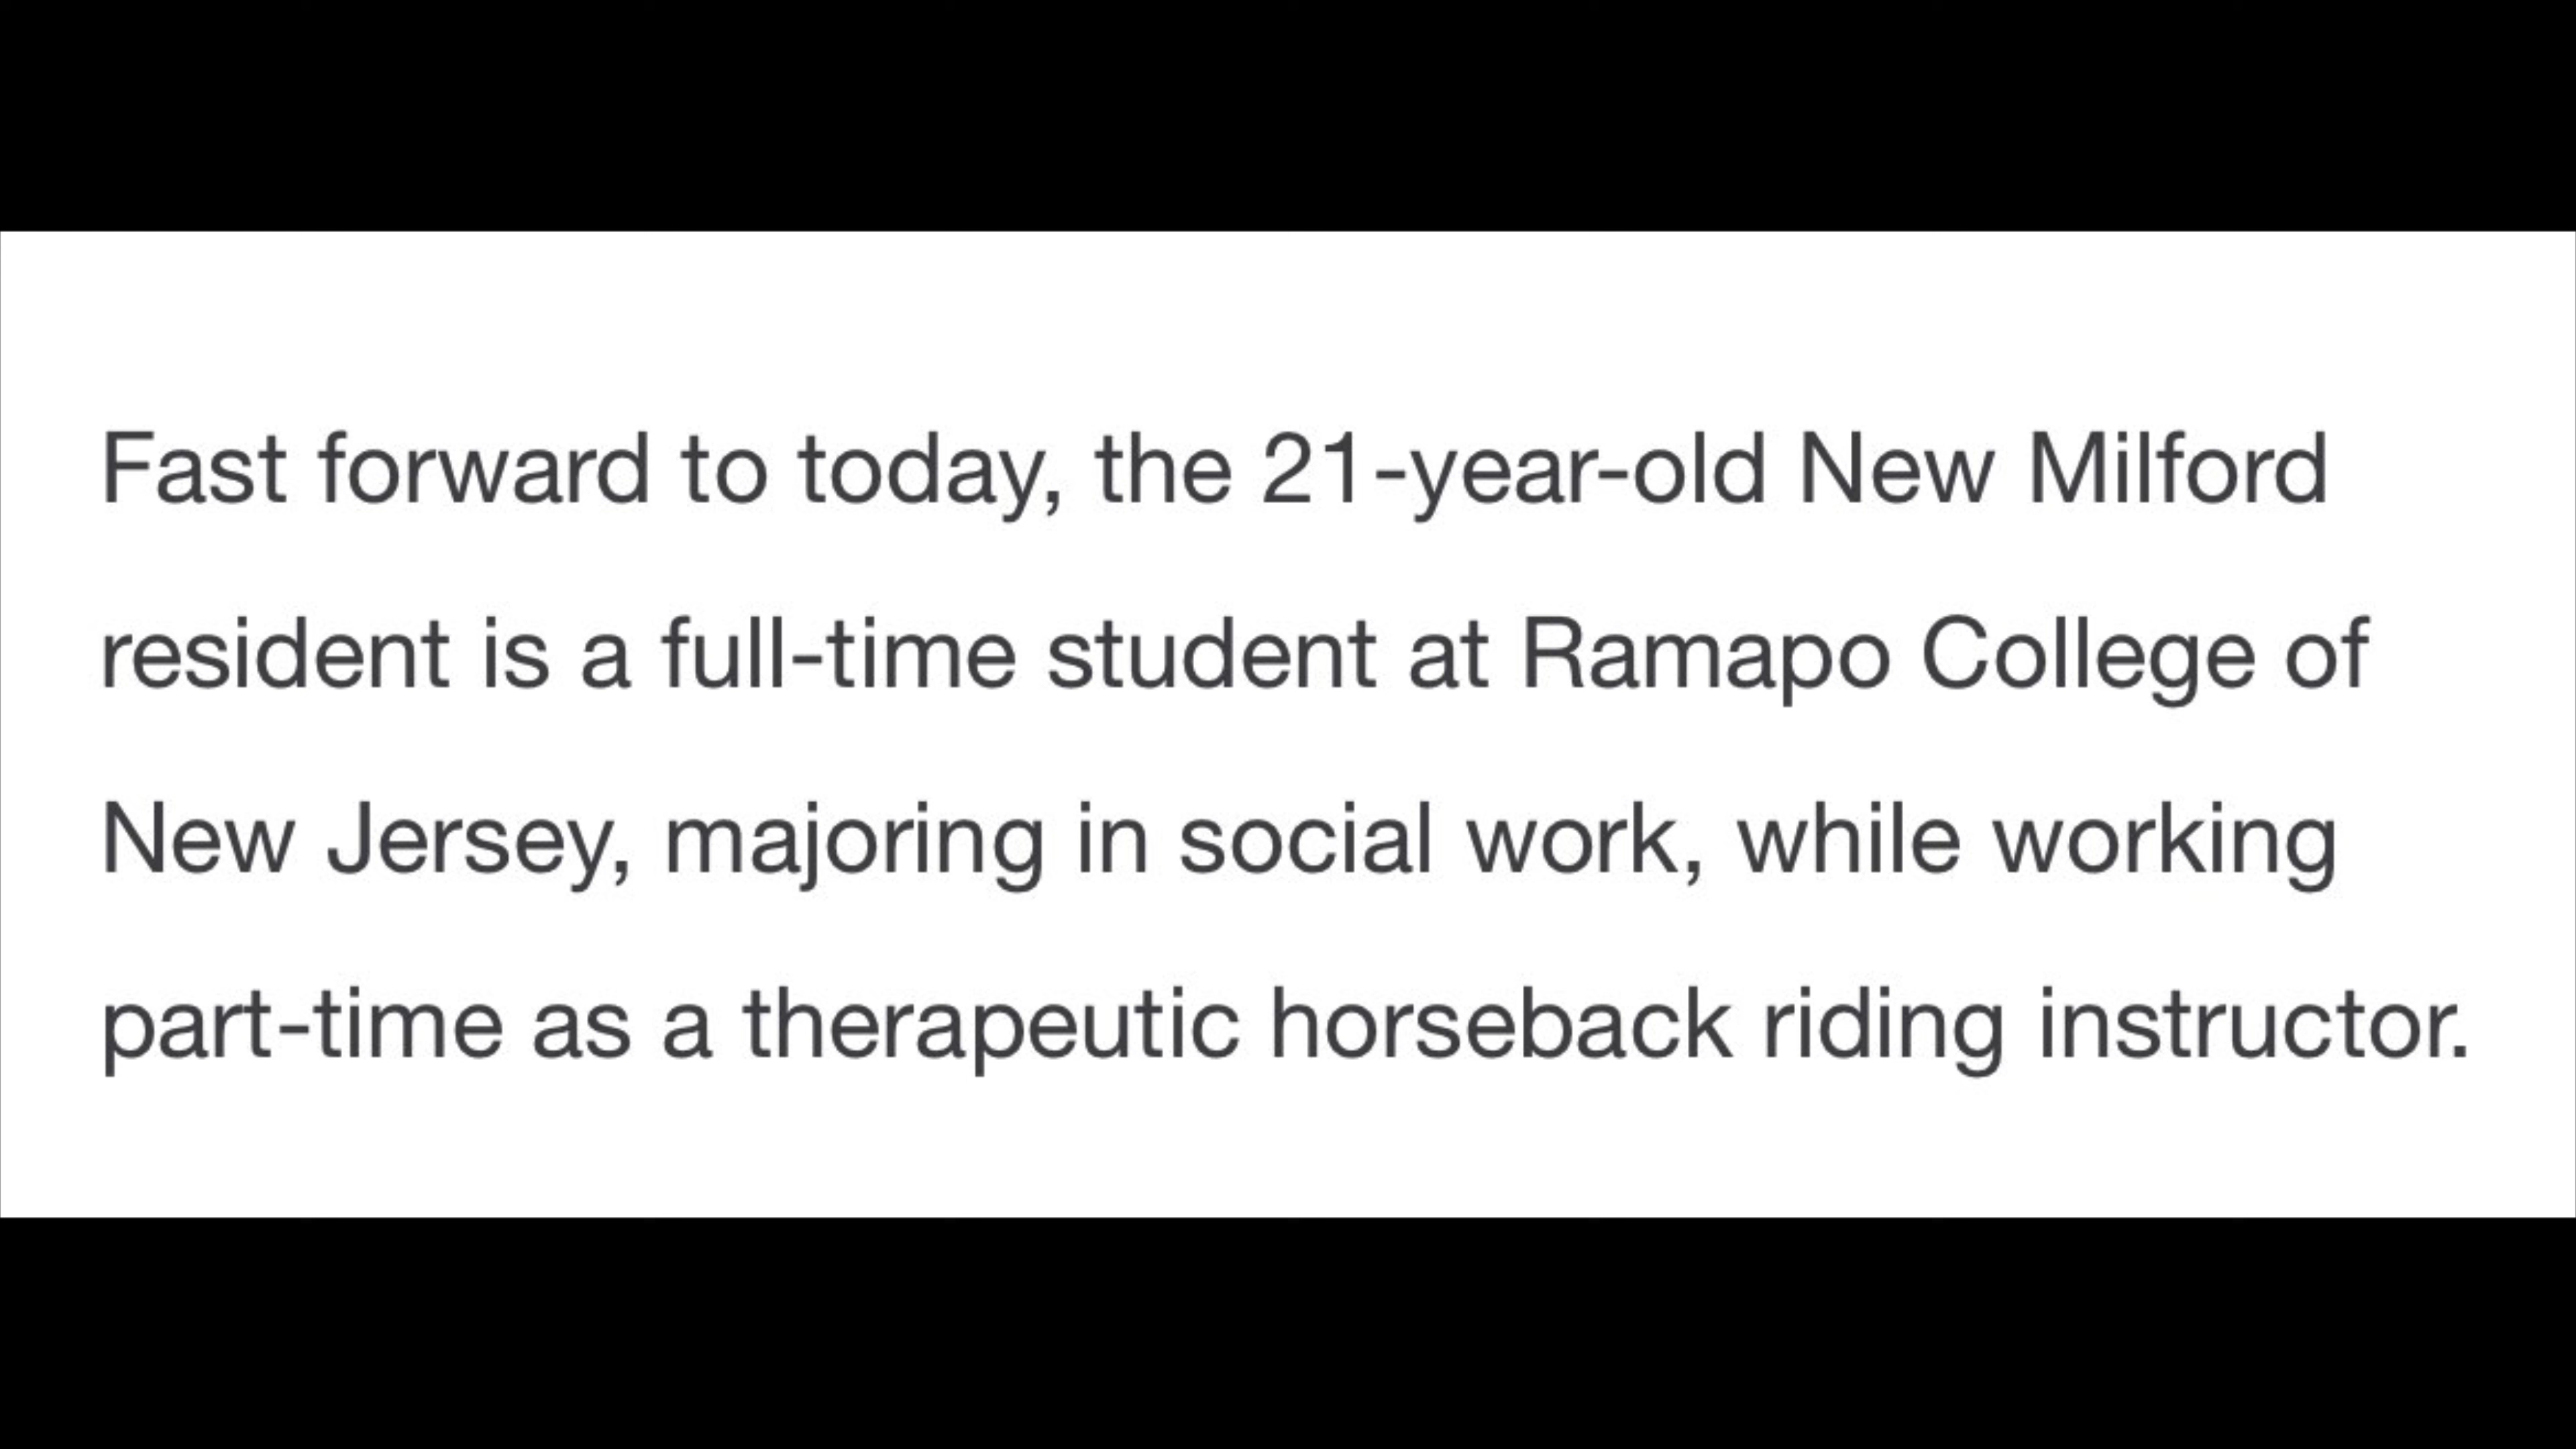 Fast forward to today, the 21-year-old New Milford
resident is a full-time student at Ramapo College of
New Jersey, majoring in social work, while working
part-time as a therapeutic horseback riding instructor.